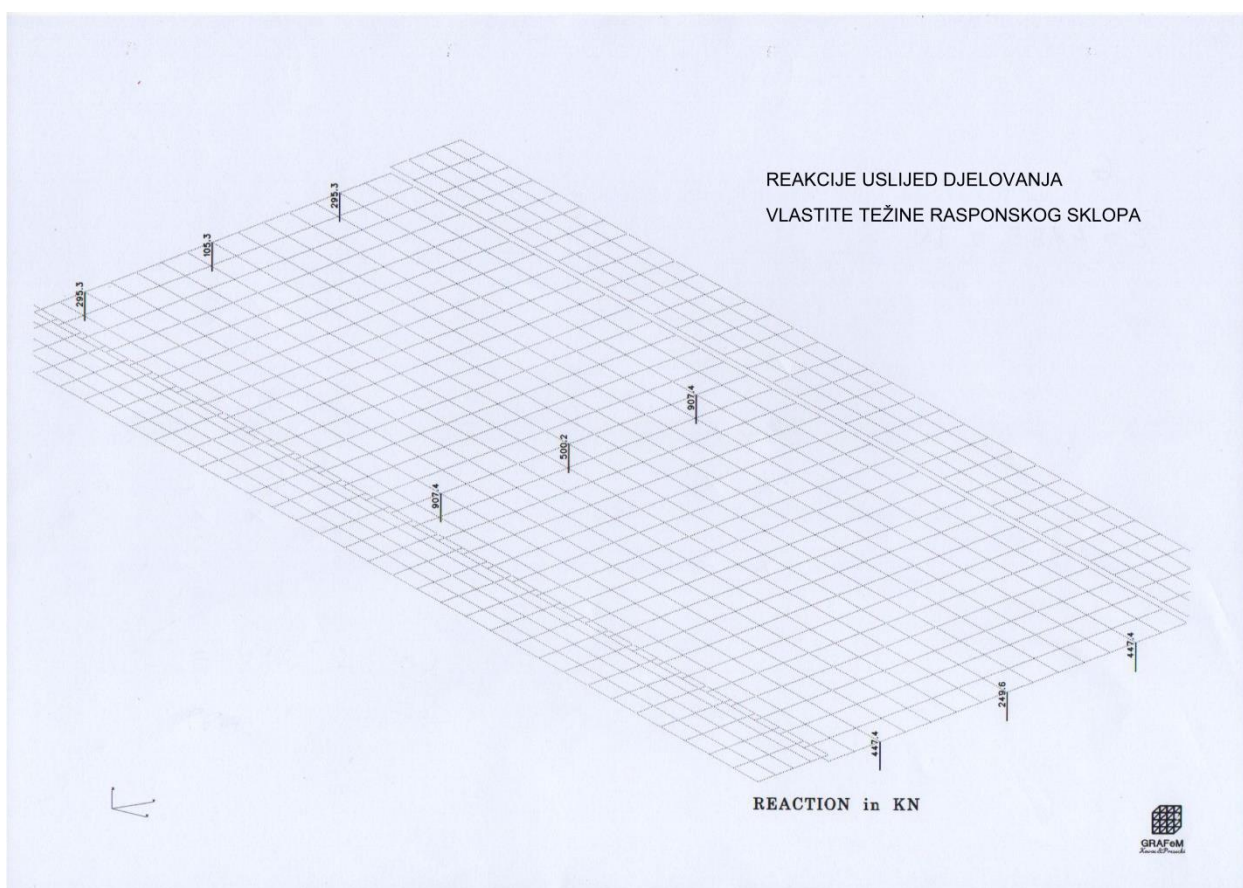 REAKCIJE USLIJED DJELOVANJA
VLASTITE TEŽINE RASPONSKOG SKLOPA
295.3
105.3
295.3
907.4
500.2
907.4
447.4
249.6
447.4
REACTION in KN
GRAFeM